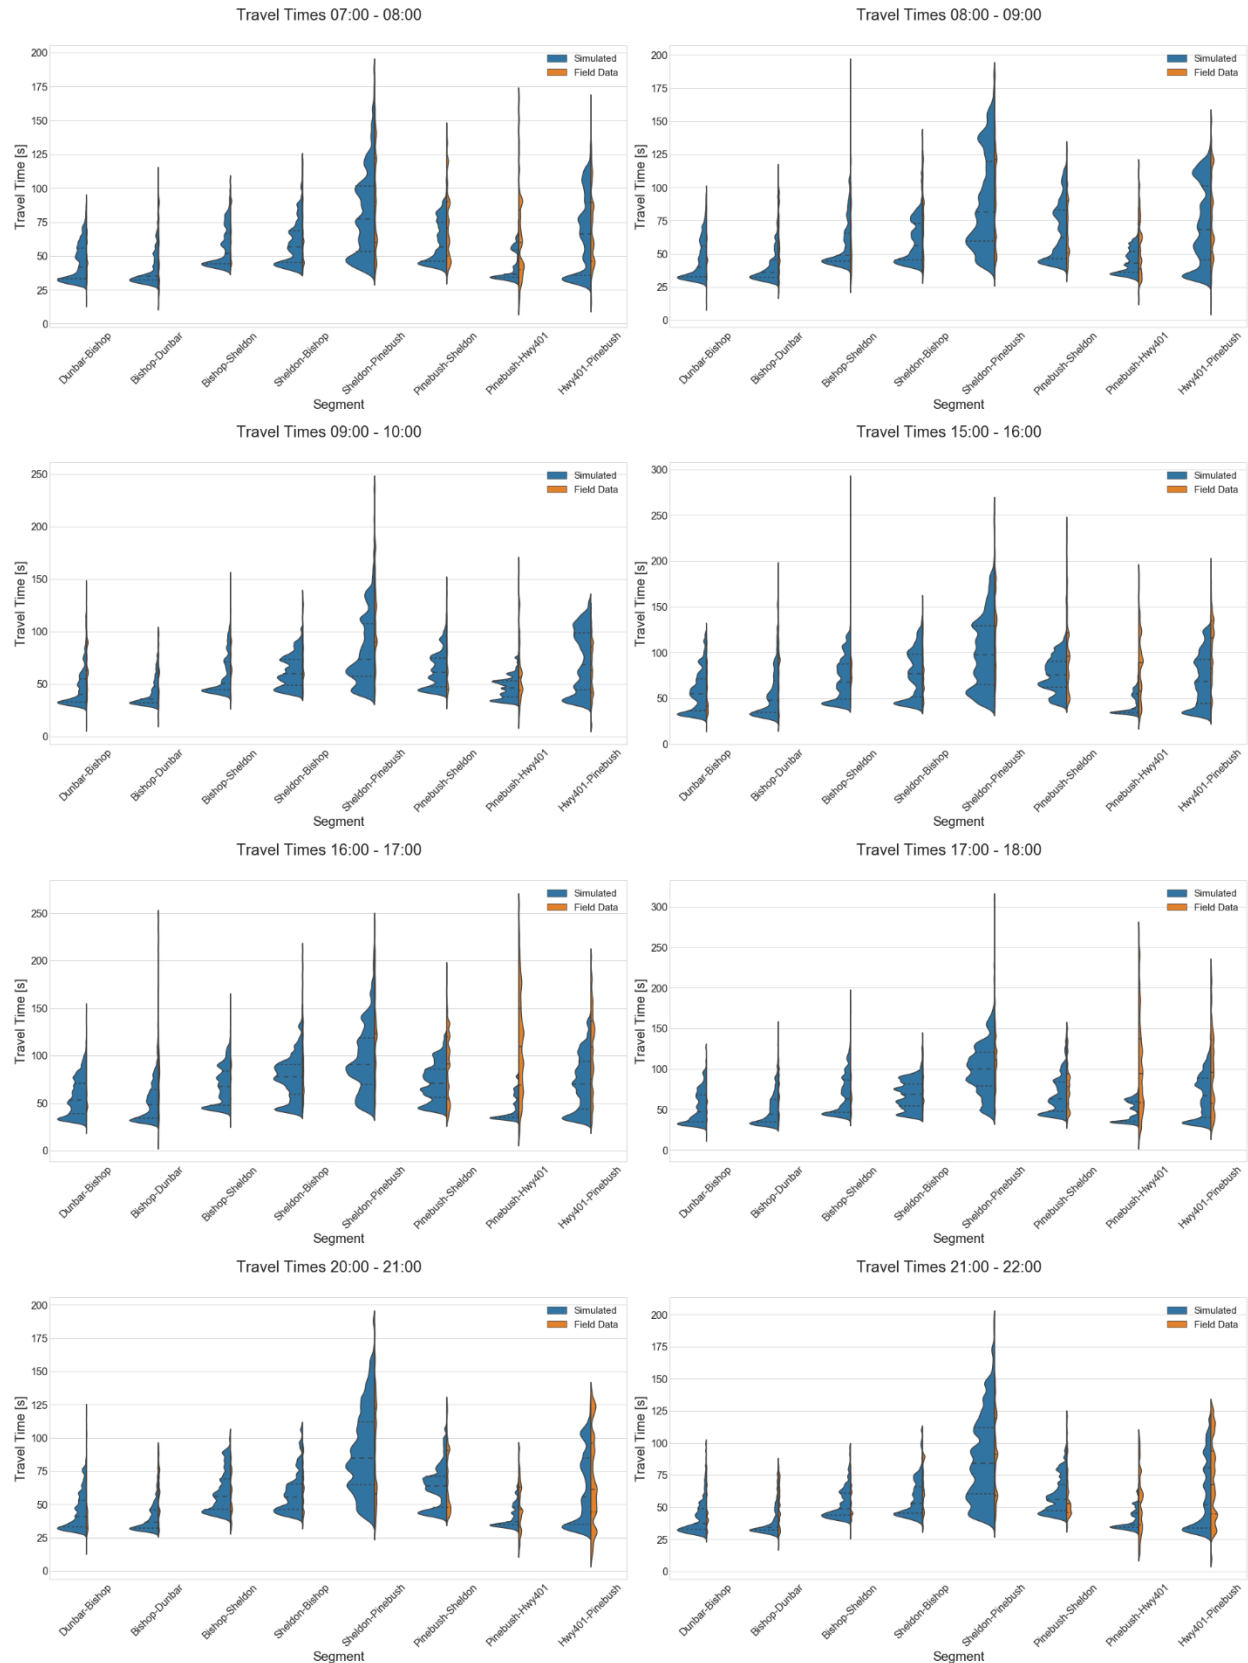 Travel Times 07:00 - 08:00
Simulated
Field Data
200
175
150
125
100
75
50
25
0
Travel Time [s]
Dunbar-Bishop
Bishop-Dunbar
Bishop-Sheldon
Sheldon-Bishop
Sheldon-Pinebush
Pinebush-Sheldon
Pinebush-Hwy401
Hwy401-Pinebush
Segment
Travel Times 08:00 - 09:00
Simulated
Field Data
200
175
150
125
100
75
50
25
0
Travel Time [s]
Dunbar-Bishop
Bishop-Dunbar
Bishop-Sheldon
Sheldon-Bishop
Sheldon-Pinebush
Pinebush-Sheldon
Pinebush-Hwy401
Hwy401-Pinebush
Segment
Travel Times 09:00 - 10:00
Simulated
Field Data
250
200
150
100
50
0
Travel Time [s]
Dunbar-Bishop
Bishop-Dunbar
Bishop-Sheldon
Sheldon-Bishop
Sheldon-Pinebush
Pinebush-Sheldon
Pinebush-Hwy401
Hwy401-Pinebush
Segment
Travel Times 15:00 - 16:00
Simulated
Field Data
300
250
200
150
100
50
0
Travel Time [s]
Dunbar-Bishop
Bishop-Dunbar
Bishop-Sheldon
Sheldon-Bishop
Sheldon-Pinebush
Pinebush-Sheldon
Pinebush-Hwy401
Hwy401-Pinebush
Segment
Travel Times 16:00 - 17:00
Simulated
Field Data
250
200
150
100
50
0
Travel Time [s]
Dunbar-Bishop
Bishop-Dunbar
Bishop-Sheldon
Sheldon-Bishop
Sheldon-Pinebush
Pinebush-Sheldon
Pinebush-Hwy401
Hwy401-Pinebush
Segment
Travel Times 17:00 - 18:00
Simulated
Field Data
300
250
200
150
100
50
0
Travel Time [s]
Dunbar-Bishop
Bishop-Dunbar
Bishop-Sheldon
Sheldon-Bishop
Sheldon-Pinebush
Pinebush-Sheldon
Pinebush-Hwy401
Hwy401-Pinebush
Segment
Travel Times 20:00 - 21:00
Simulated
Field Data
200
175
150
125
100
75
50
25
0
Travel Time [s]
Dunbar-Bishop
Bishop-Dunbar
Bishop-Sheldon
Sheldon-Bishop
Sheldon-Pinebush
Pinebush-Sheldon
Pinebush-Hwy401
Hwy401-Pinebush
Segment
Travel Times 21:00 - 22:00
Simulated
Field Data
200
175
150
125
100
75
50
25
0
Travel Time [s]
Dunbar-Bishop
Bishop-Dunbar
Bishop-Sheldon
Sheldon-Bishop
Sheldon-Pinebush
Pinebush-Sheldon
Pinebush-Hwy401
Hwy401-Pinebush
Segment